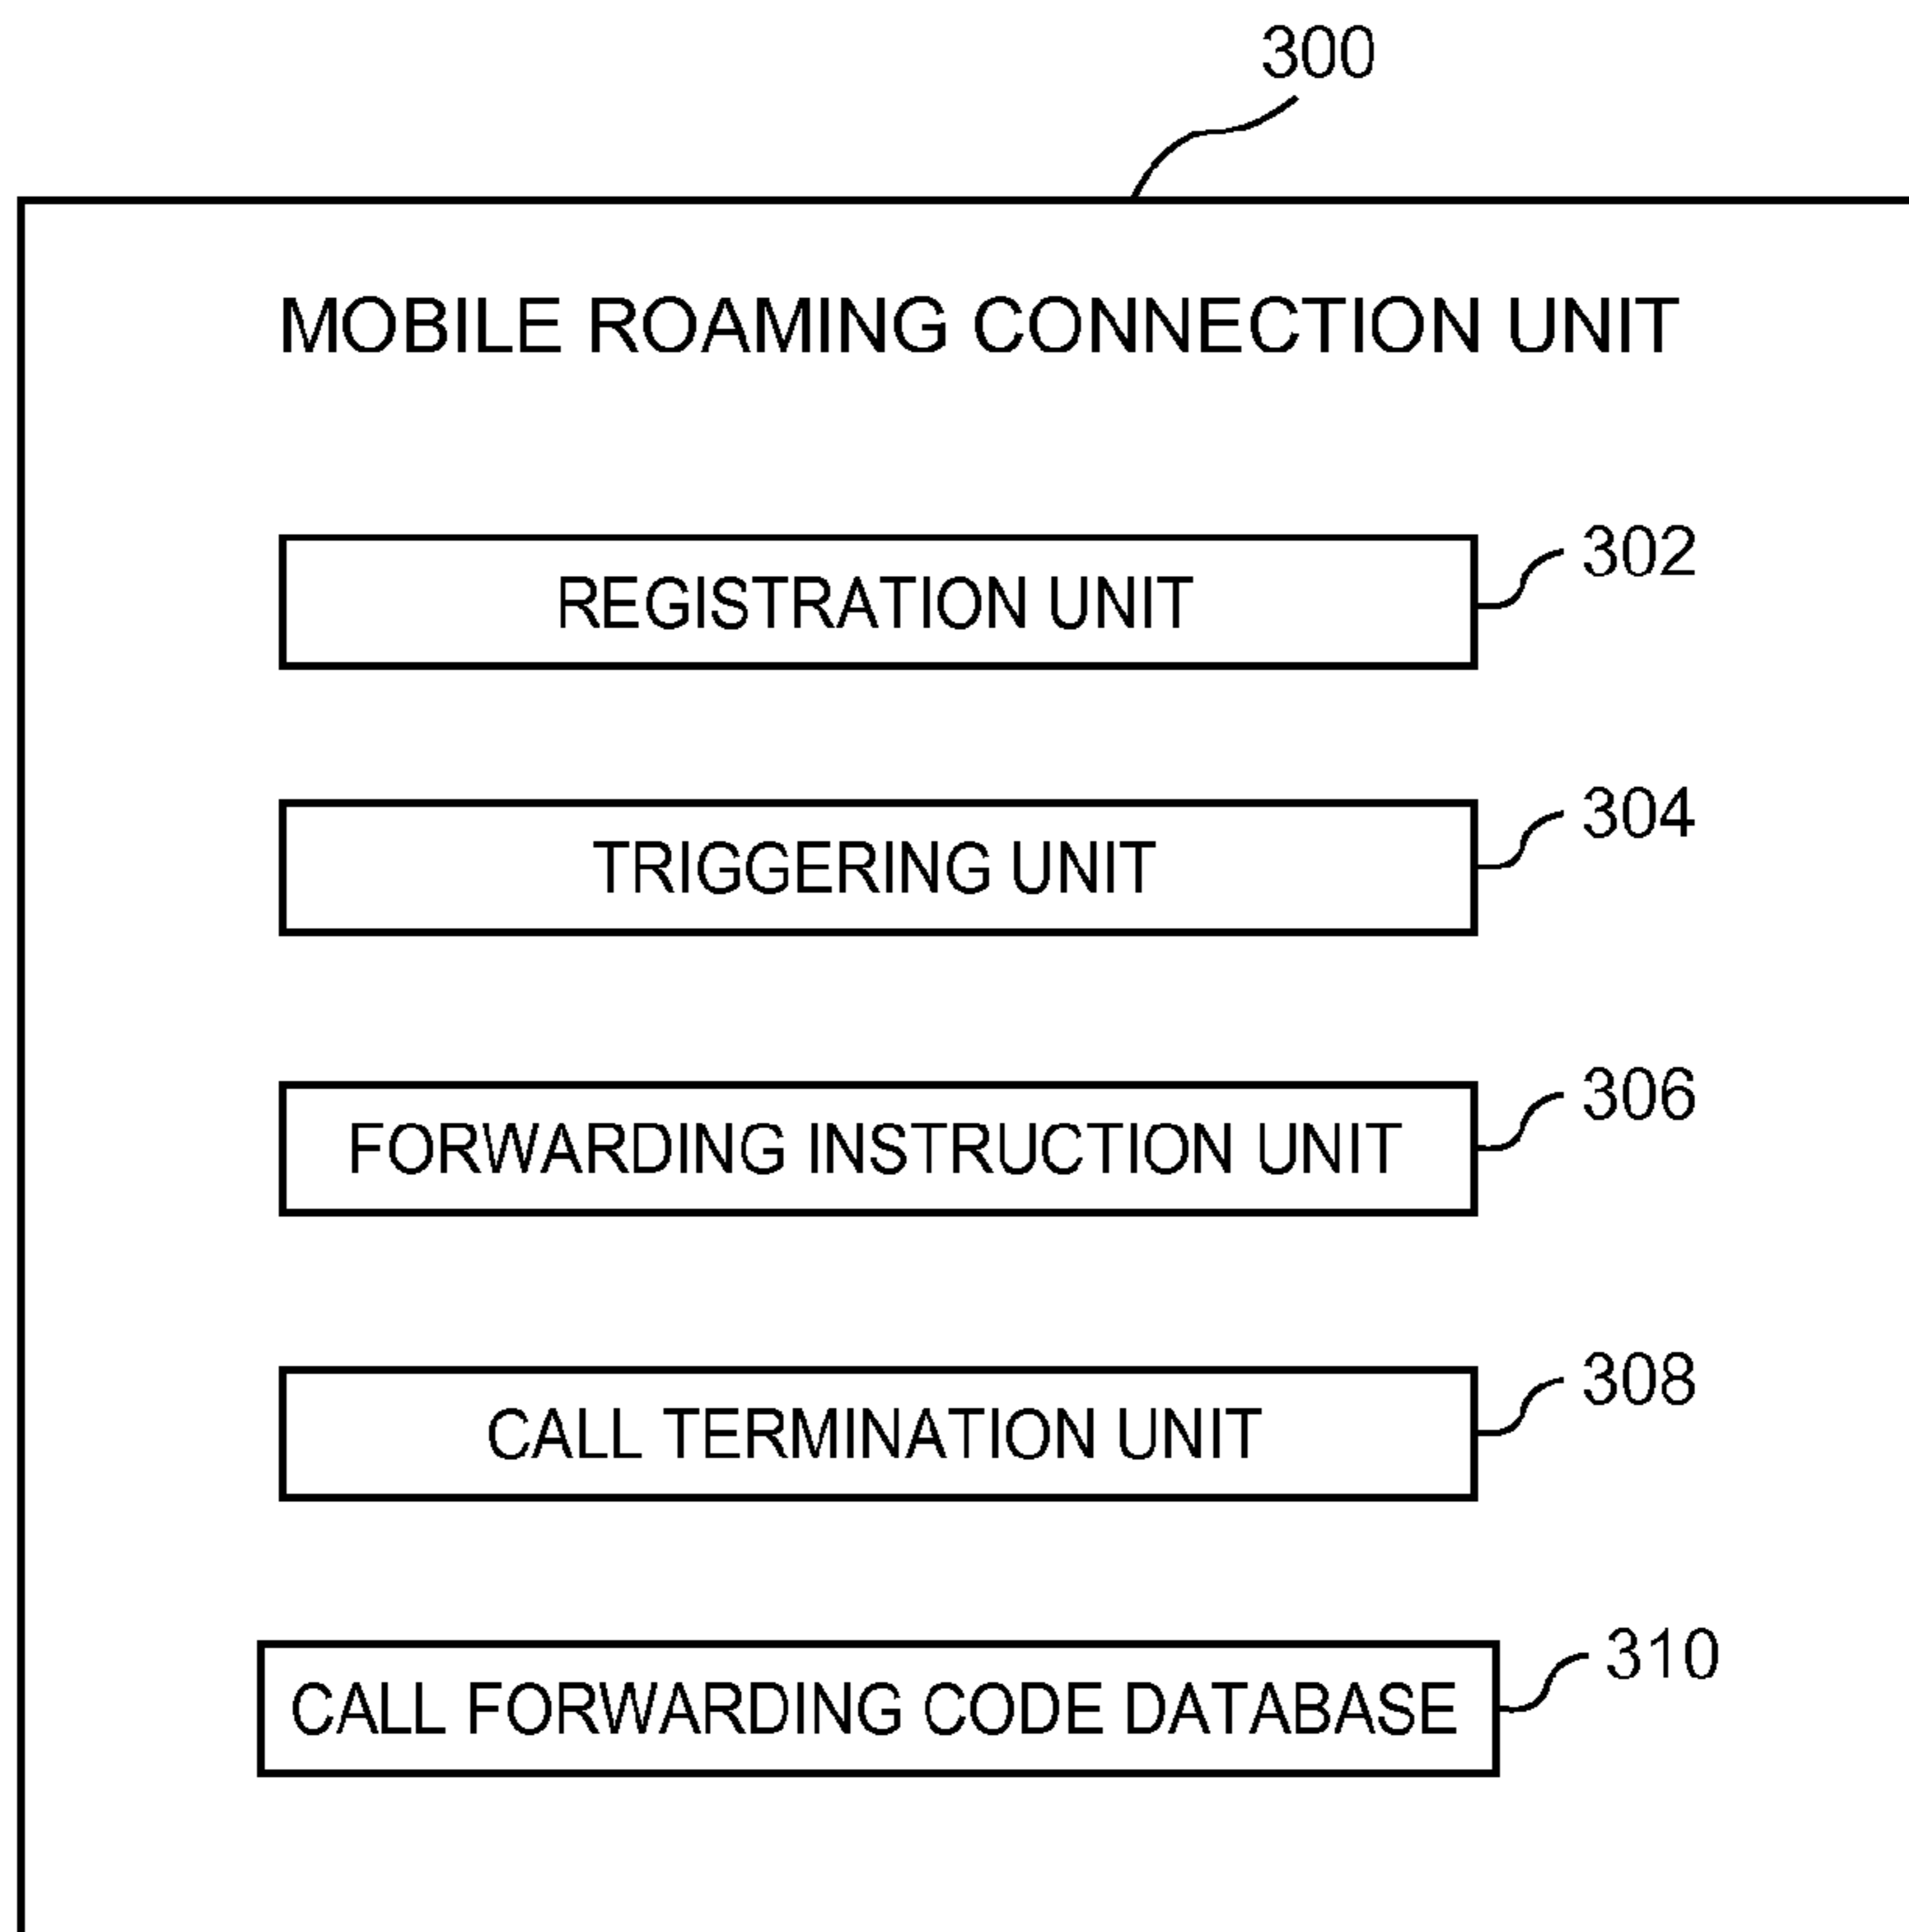 300
MOBILE ROAMING CONNECTION UNIT
REGISTRATION UNIT
302
TRIGGERING UNIT
304
FORWARDING INSTRUCTION UNIT
306
CALL TERMINATION UNIT
308
CALL FORWARDING CODE DATABASE
310